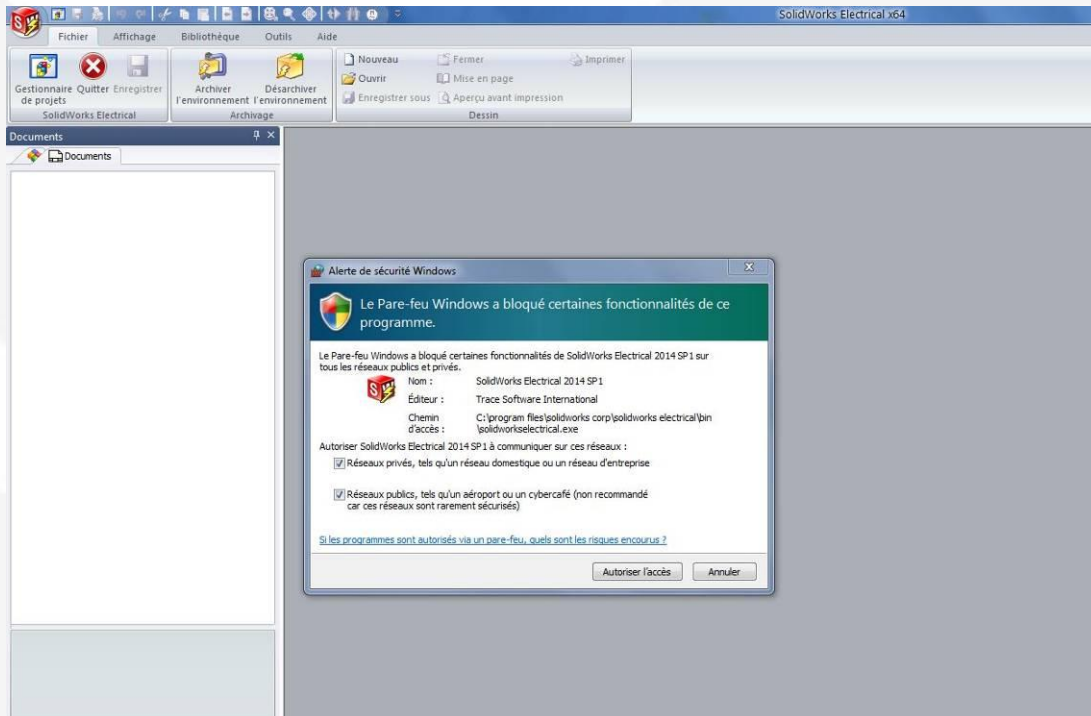 SolidWorks Electrical x64
Fichier Affichage Bibliothèque Outils Aide
Gestionnaire de projets
Quitter
Enregistrer
SolidWorks Electrical
Archiver l'environnement
Désarchiver l'environnement
Archivage
Nouveau
Ouvrir
Enregistrer sous
Fermer
Mise en page
Aperçu avant impression
Imprimer
Dessin
Documents
Documents
Alerte de sécurité Windows
Le Pare-feu Windows a bloqué certaines fonctionnalités de ce
programme.
Le Pare-feu Windows a bloqué certaines fonctionnalités de SolidWorks Electrical 2014 SP1 sur
tous les réseaux publics et privés.
Nom : SolidWorks Electrical 2014 SP1
Éditeur : Trace Software International
Chemin d'accès : C:\program files\solidworks corp\solidworks electrical\bin
\solidworkselectrical.exe
Autoriser SolidWorks Electrical 2014 SP1 à communiquer sur ces réseaux :
Réseaux privés, tels qu'un réseau domestique ou un réseau d'entreprise
Réseaux publics, tels qu'un aéroport ou un cybercafé (non recommandé
car ces réseaux sont rarement sécurisés)
Si les programmes sont autorisés via un pare-feu, quels sont les risques encourus ?
Autoriser l'accès
Annuler